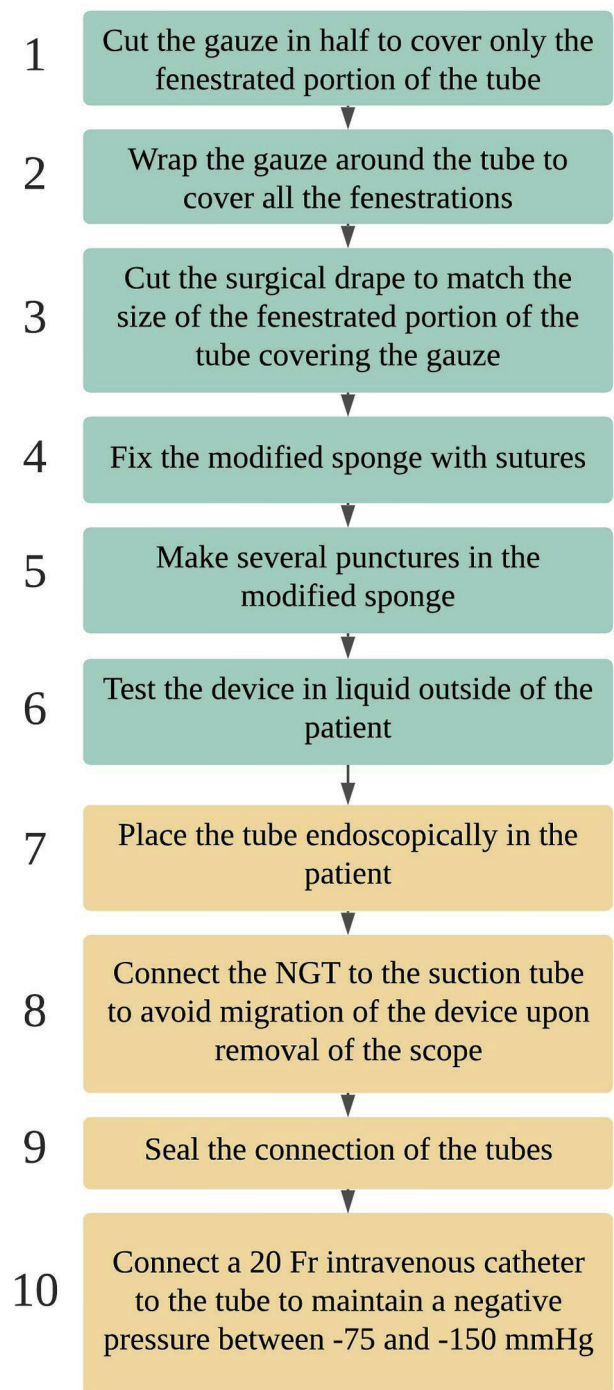 1
Cut the gauze in half to cover only the
fenestrated portion of the tube
2
Wrap the gauze around the tube to
cover all the fenestrations
3
Cut the surgical drape to match the
size of the fenestrated portion of the
tube covering the gauze
4
Fix the modified sponge with sutures
5
Make several punctures in the
modified sponge
6
Test the device in liquid outside of the
patient
7
Place the tube endoscopically in the
patient
8
Connect the NGT to the suction tube
to avoid migration of the device upon
removal of the scope
9
Seal the connection of the tubes
10
Connect a 20 Fr intravenous catheter
to the tube to maintain a negative
pressure between -75 and -150 mmHg